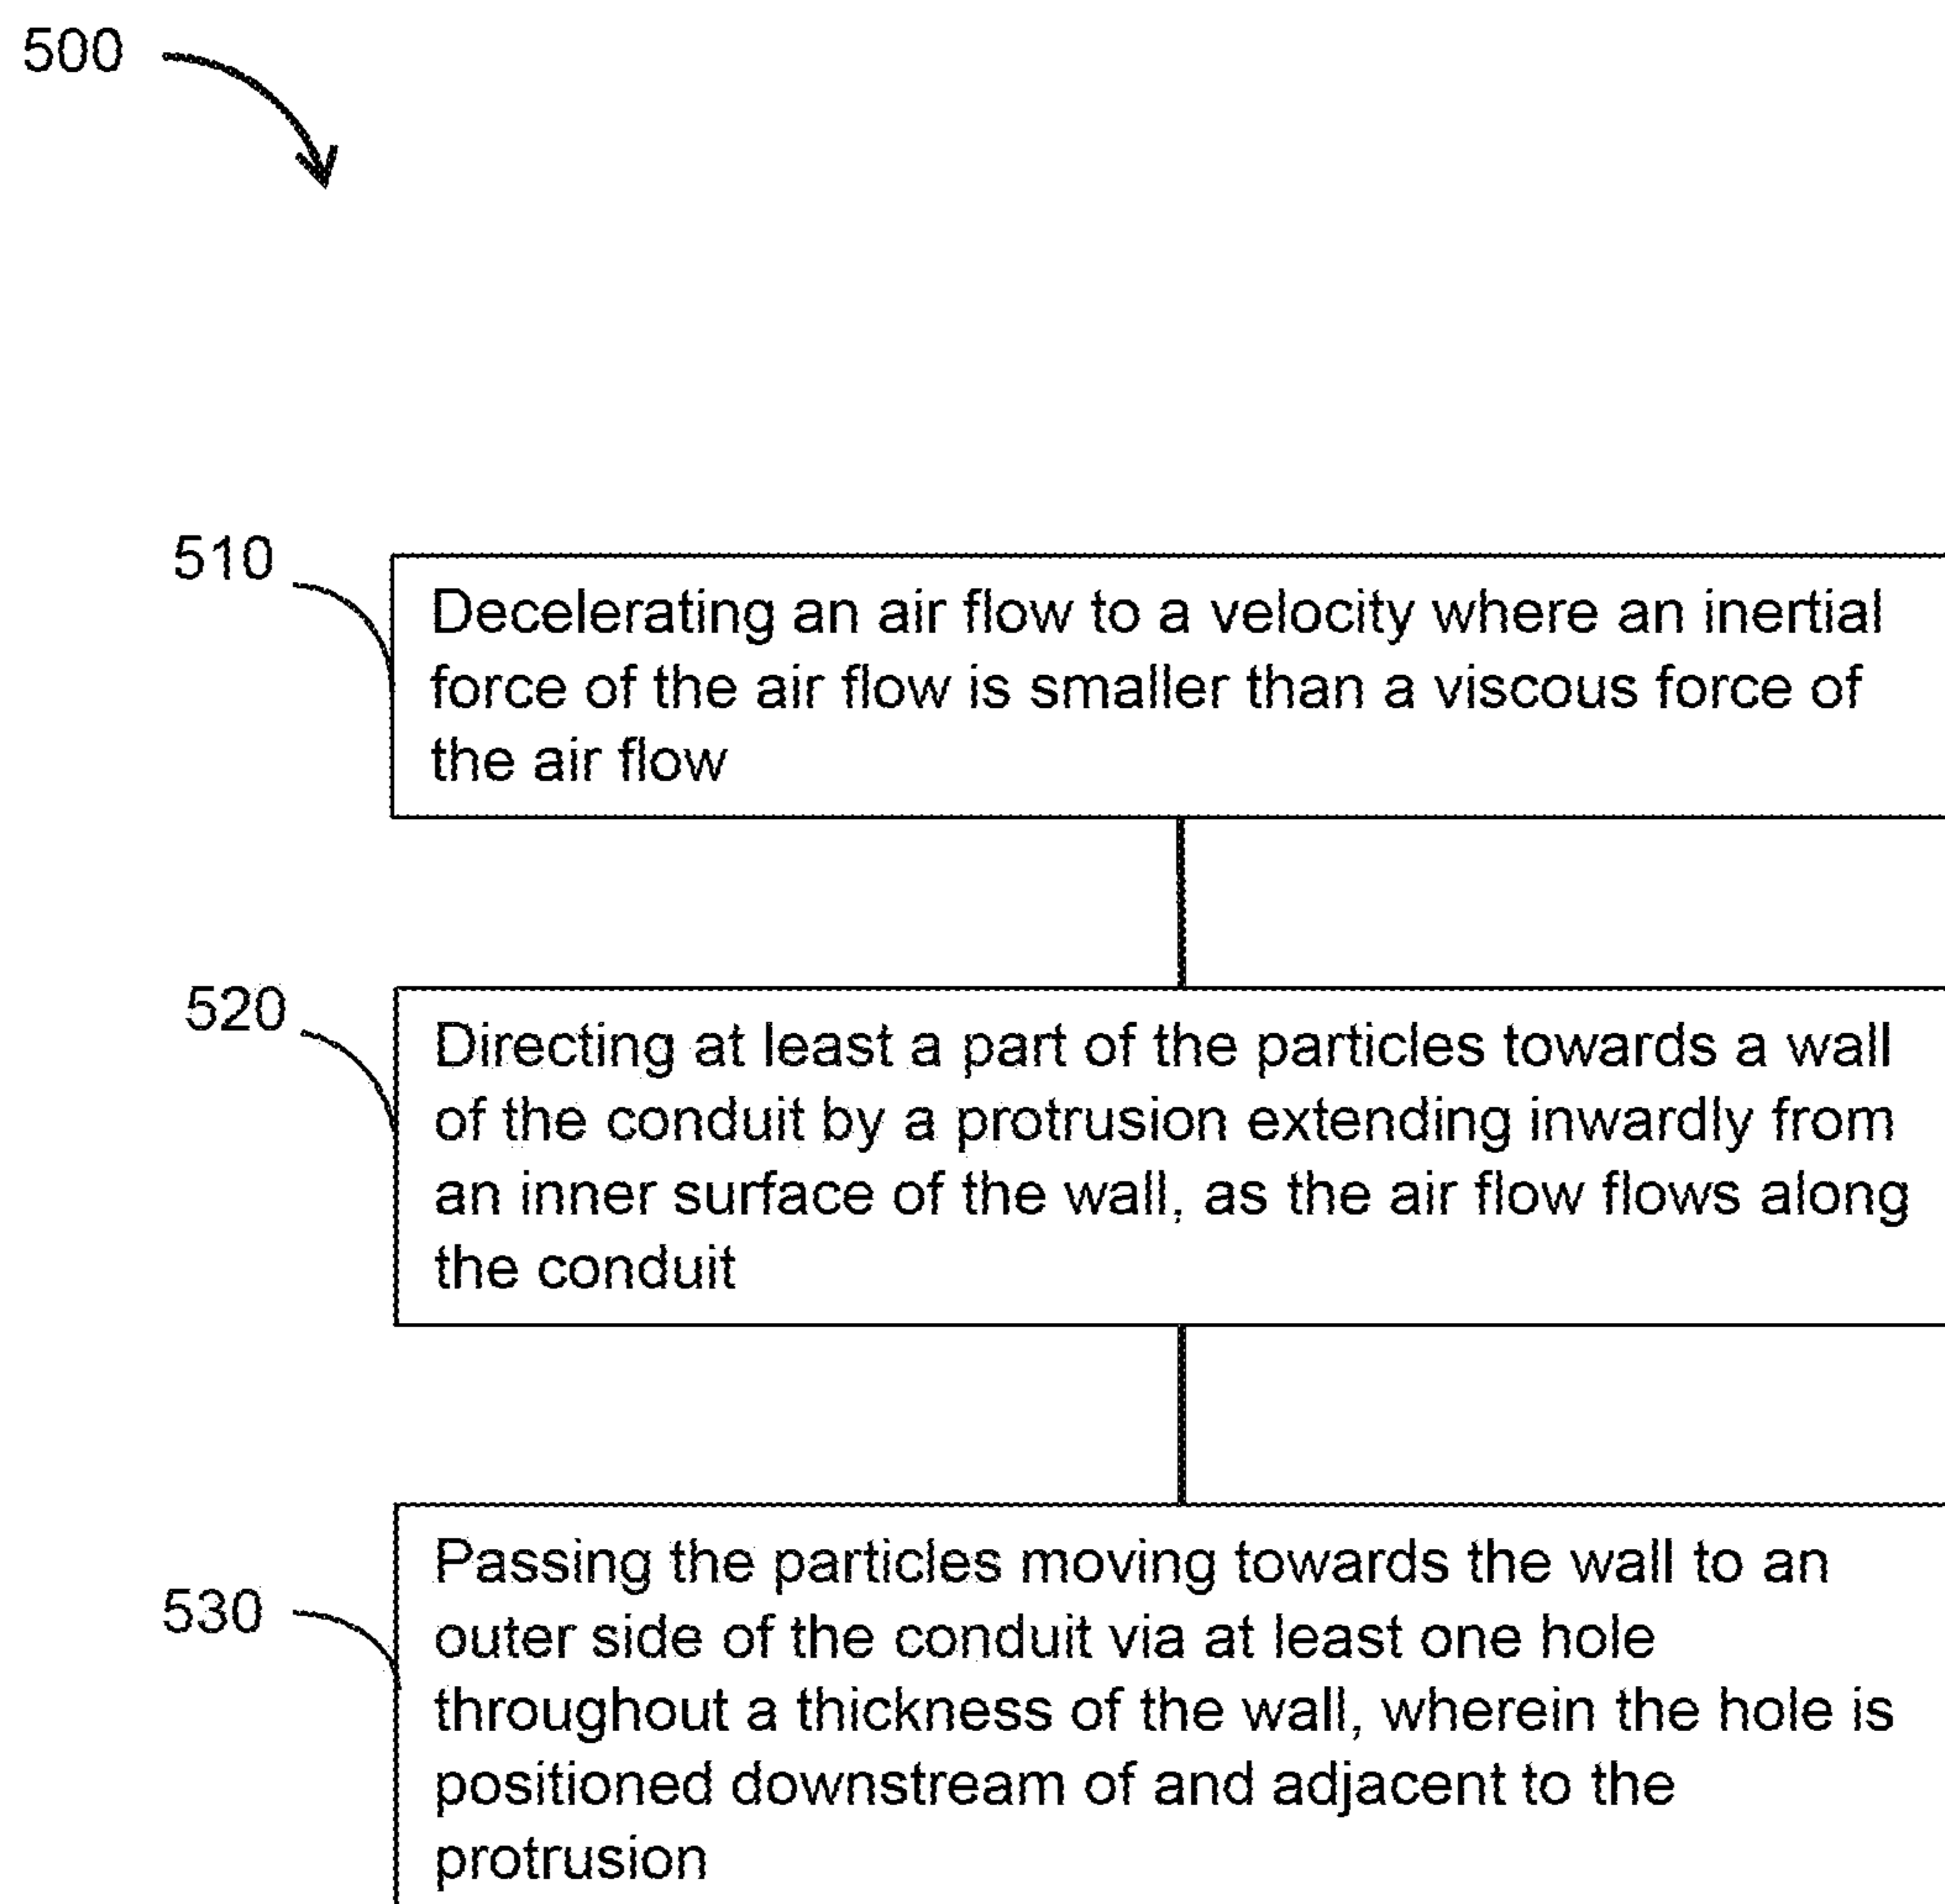 500
510
Decelerating an air flow to a velocity where an inertial
force of the air flow is smaller than a viscous force of
the air flow
520
Directing at least a part of the particles towards a wall
of the conduit by a protrusion extending inwardly from
an inner surface of the wall, as the air flow flows along
the conduit
530
Passing the particles moving towards the wall to an
outer side of the conduit via at least one hole
throughout a thickness of the wall, wherein the hole is
positioned downstream of and adjacent to the
protrusion